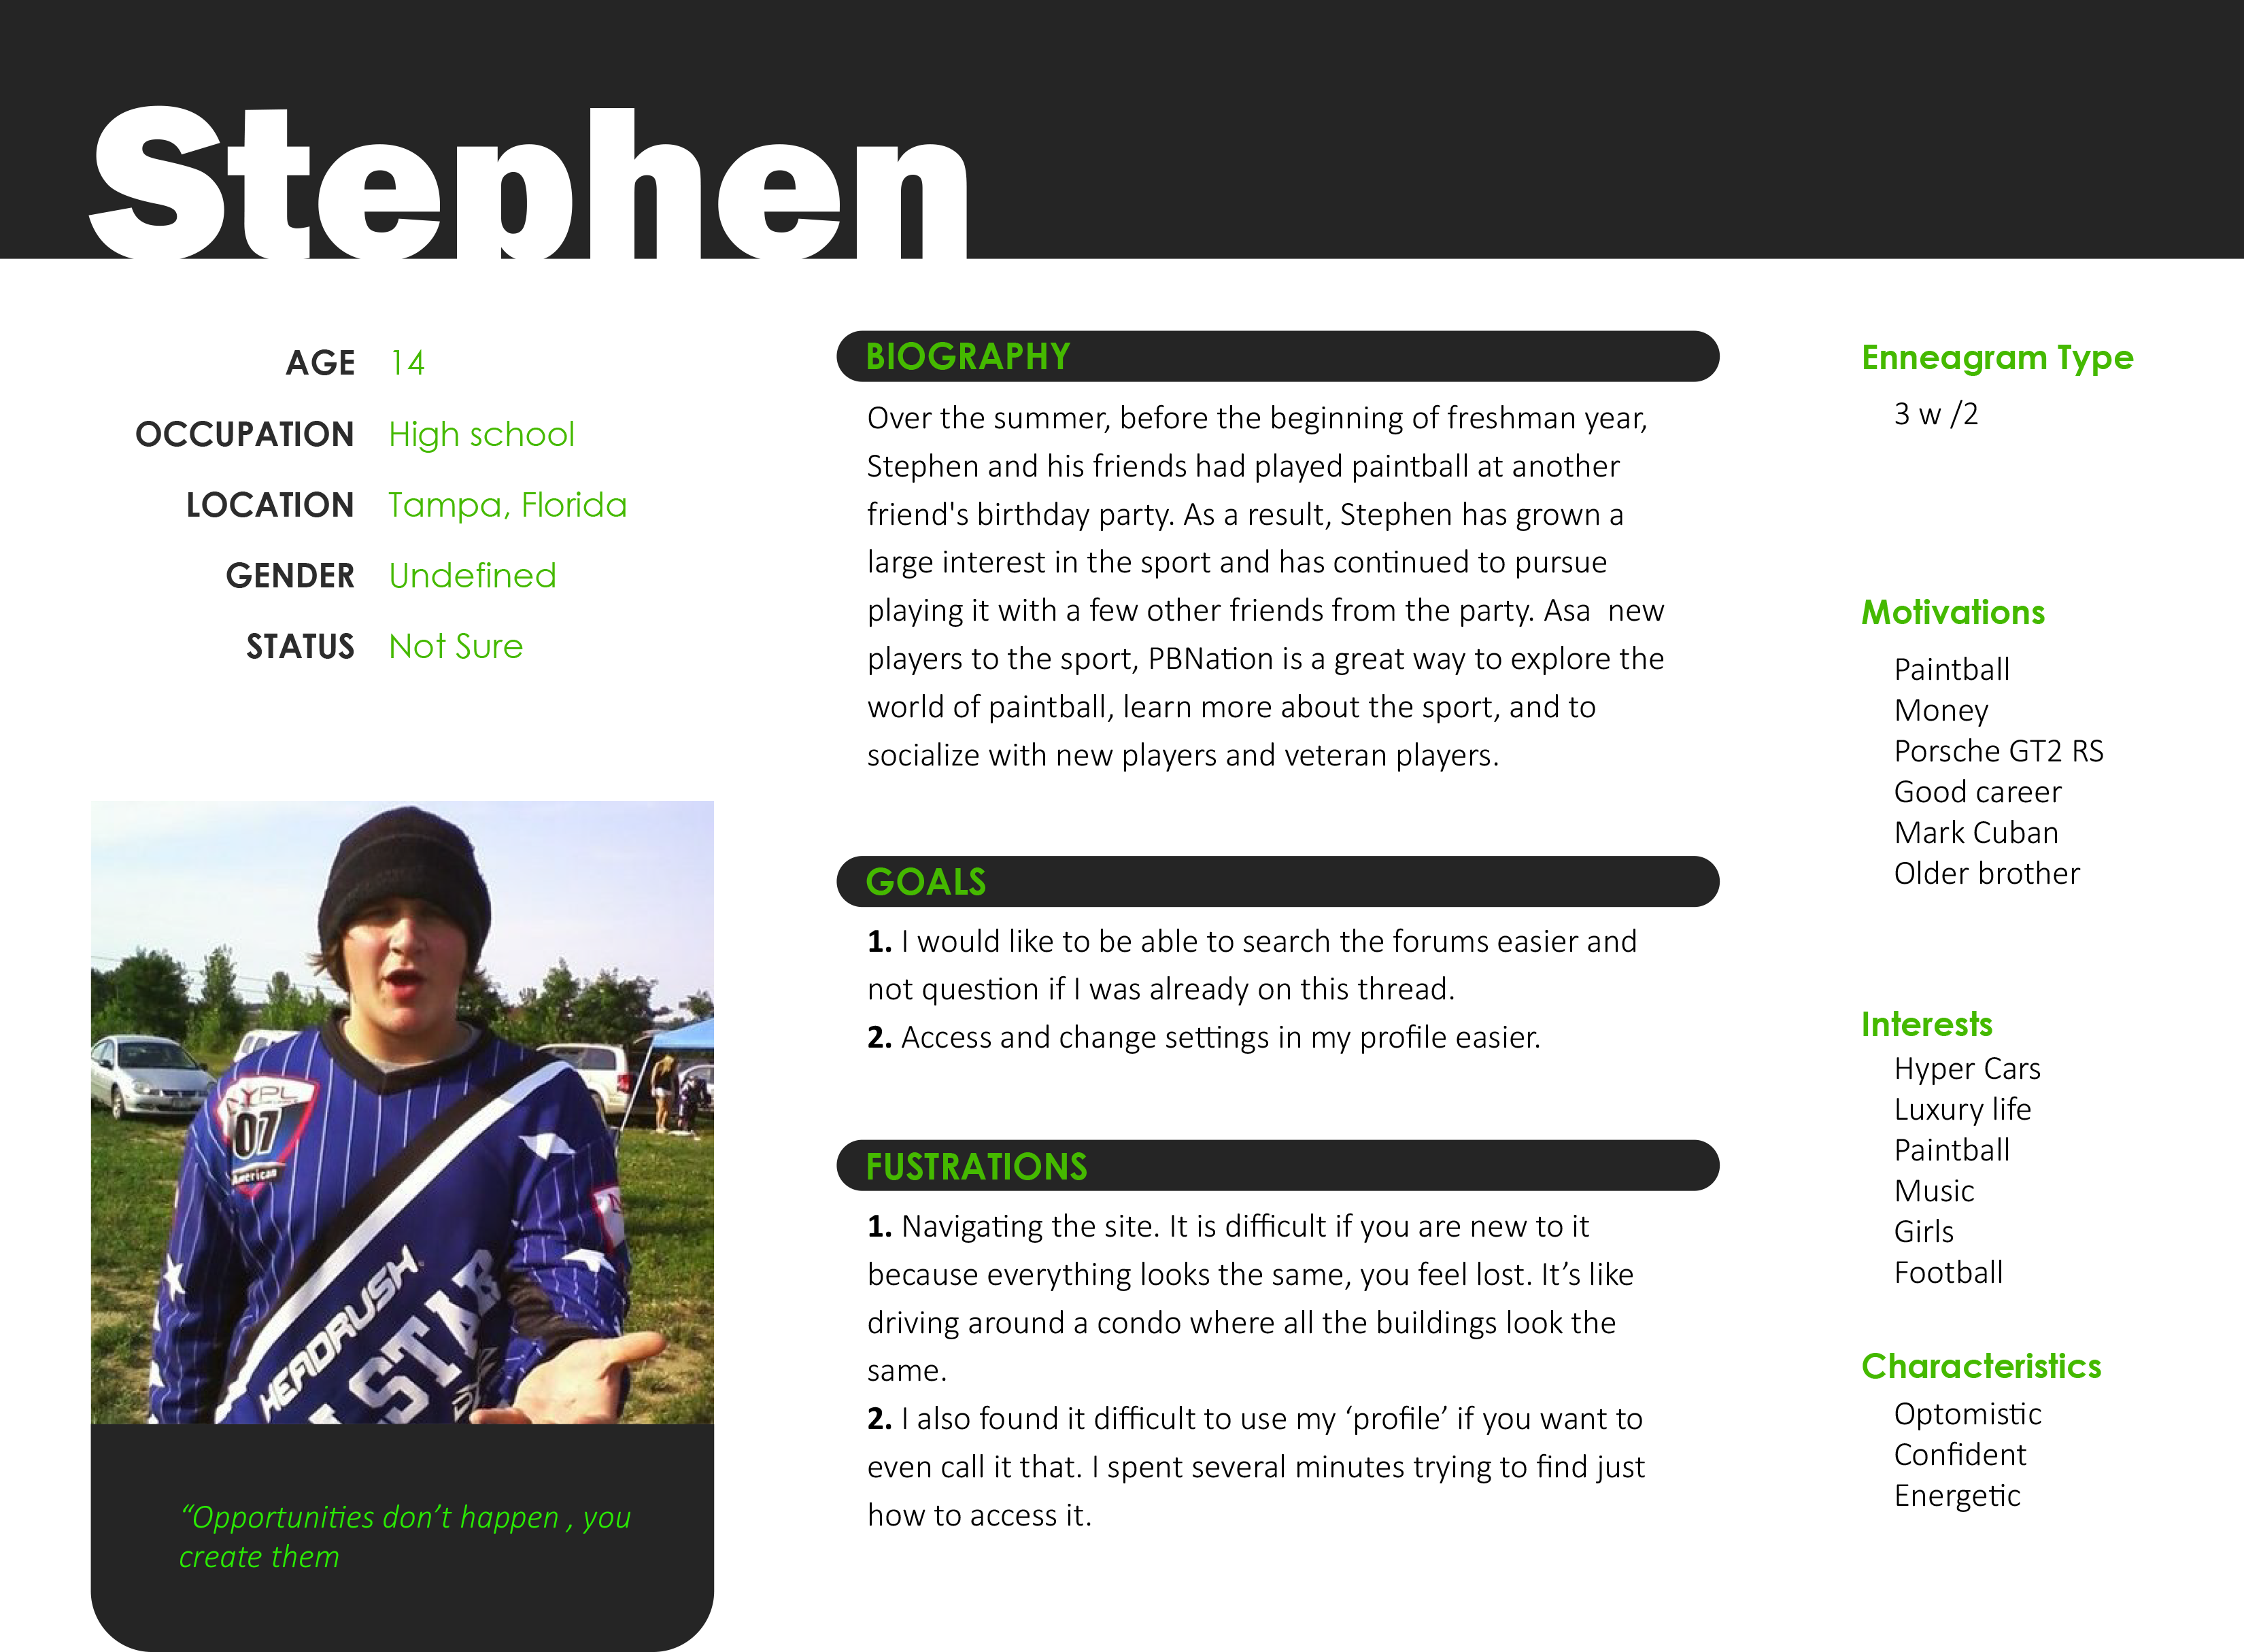 Stephen
AGE 14
OCCUPATION High school
LOCATION Tampa, Florida
GENDER Undefined
STATUS Not Sure
YPL
07
American
HEADRUSH
STAR
“Opportunities don’t happen , you
create them
BIOGRAPHY
Over the summer, before the beginning of freshman year,
Stephen and his friends had played paintball at another
friend's birthday party. As a result, Stephen has grown a
large interest in the sport and has continued to pursue
playing it with a few other friends from the party. Asa  new
players to the sport, PBNation is a great way to explore the
world of paintball, learn more about the sport, and to
socialize with new players and veteran players.
GOALS
1. I would like to be able to search the forums easier and
not question if I was already on this thread.
2. Access and change settings in my profile easier.
FUSTRATIONS
1. Navigating the site. It is difficult if you are new to it
because everything looks the same, you feel lost. It’s like
driving around a condo where all the buildings look the
same.
2. I also found it difficult to use my ‘profile’ if you want to
even call it that. I spent several minutes trying to find just
how to access it.
Enneagram Type
3 w /2
Motivations
Paintball
Money
Porsche GT2 RS
Good career
Mark Cuban
Older brother
Interests
Hyper Cars
Luxury life
Paintball
Music
Girls
Football
Characteristics
Optomistic
Confident
Energetic